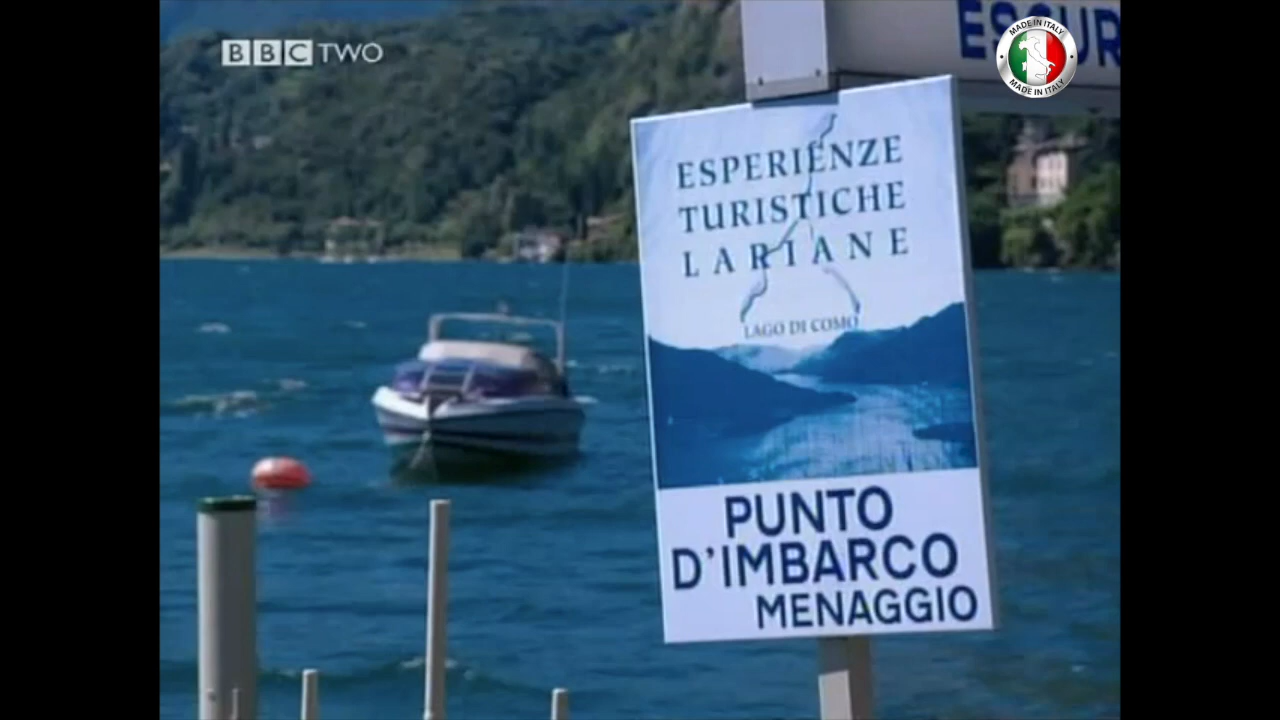 BBC TWO
MADE IN ITALY
MADE IN ITALY
ESCUR
ESPERIENZE
TURISTICHE
LARIANE
LAGO DI COMO
PUNTO
D'IMBARCO
MENAGGIO